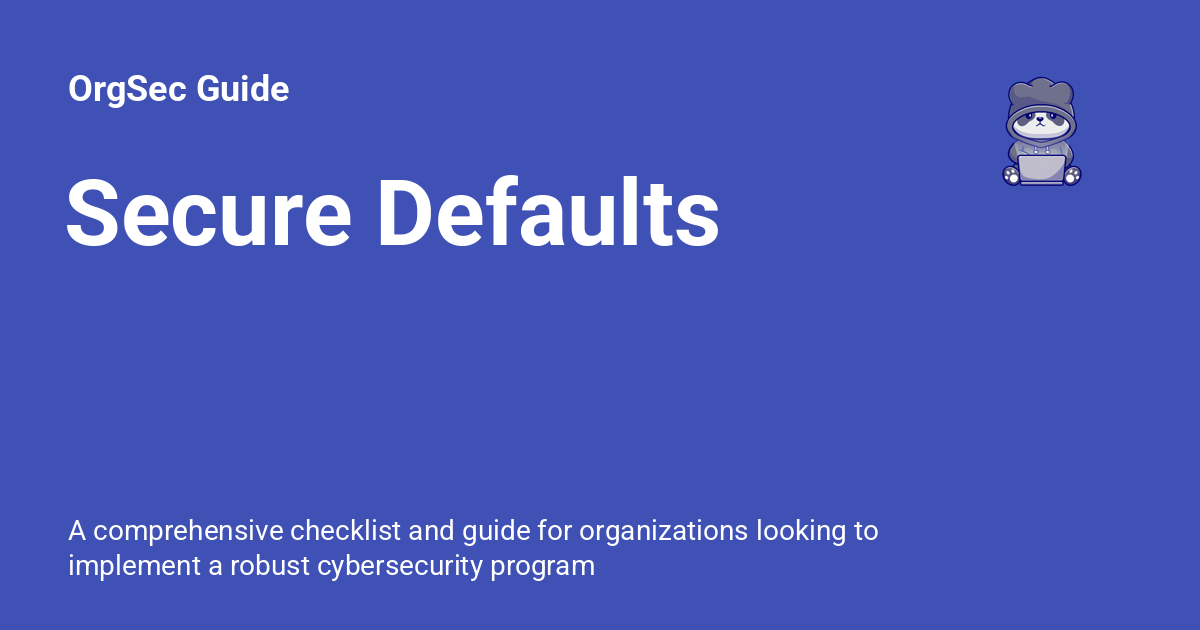 OrgSec Guide
Secure Defaults
A comprehensive checklist and guide for organizations looking to
implement a robust cybersecurity program